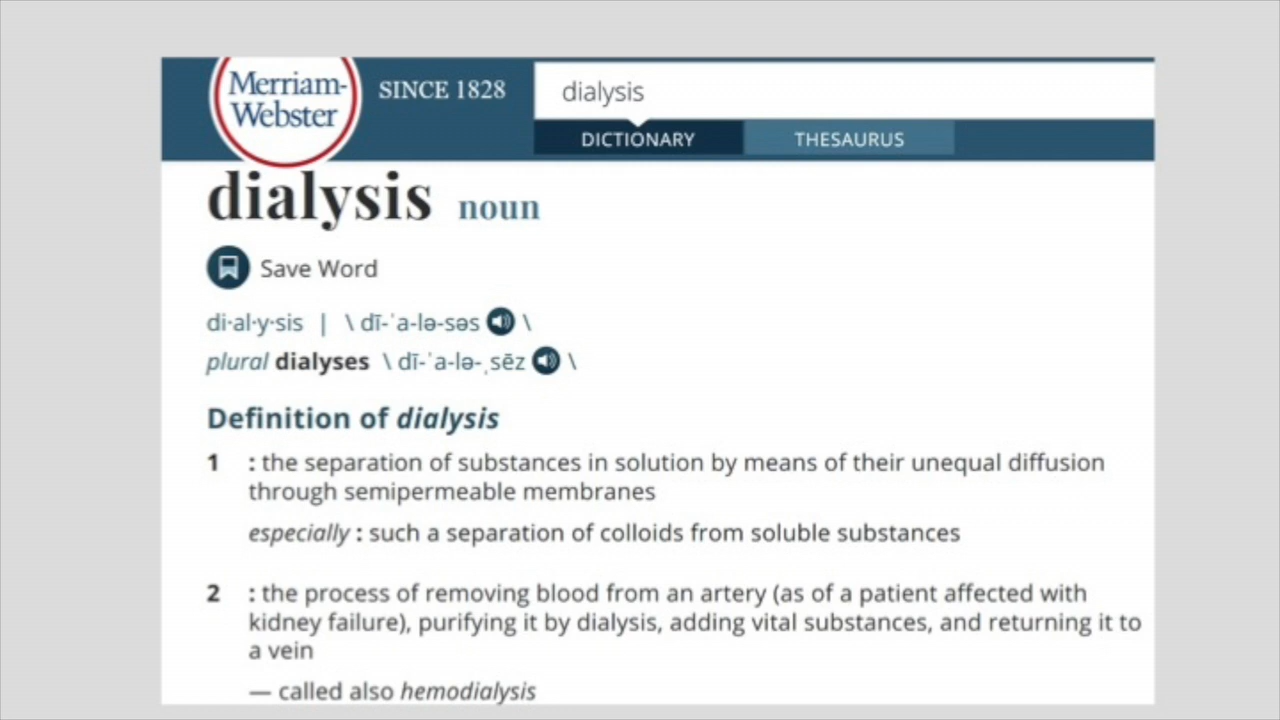 Merriam-
Webster
SINCE 1828
dialysis
DICTIONARY THESAURUS
dialysis noun
Save Word
di·al·y·sis | \ dī-ˈa-lə-səs \
plural dialyses \ dī-ˈa-lə-ˌsēz \
Definition of dialysis
1 : the separation of substances in solution by means of their unequal diffusion
through semipermeable membranes
especially : such a separation of colloids from soluble substances
2 : the process of removing blood from an artery (as of a patient affected with
kidney failure), purifying it by dialysis, adding vital substances, and returning it to
a vein
— called also hemodialysis